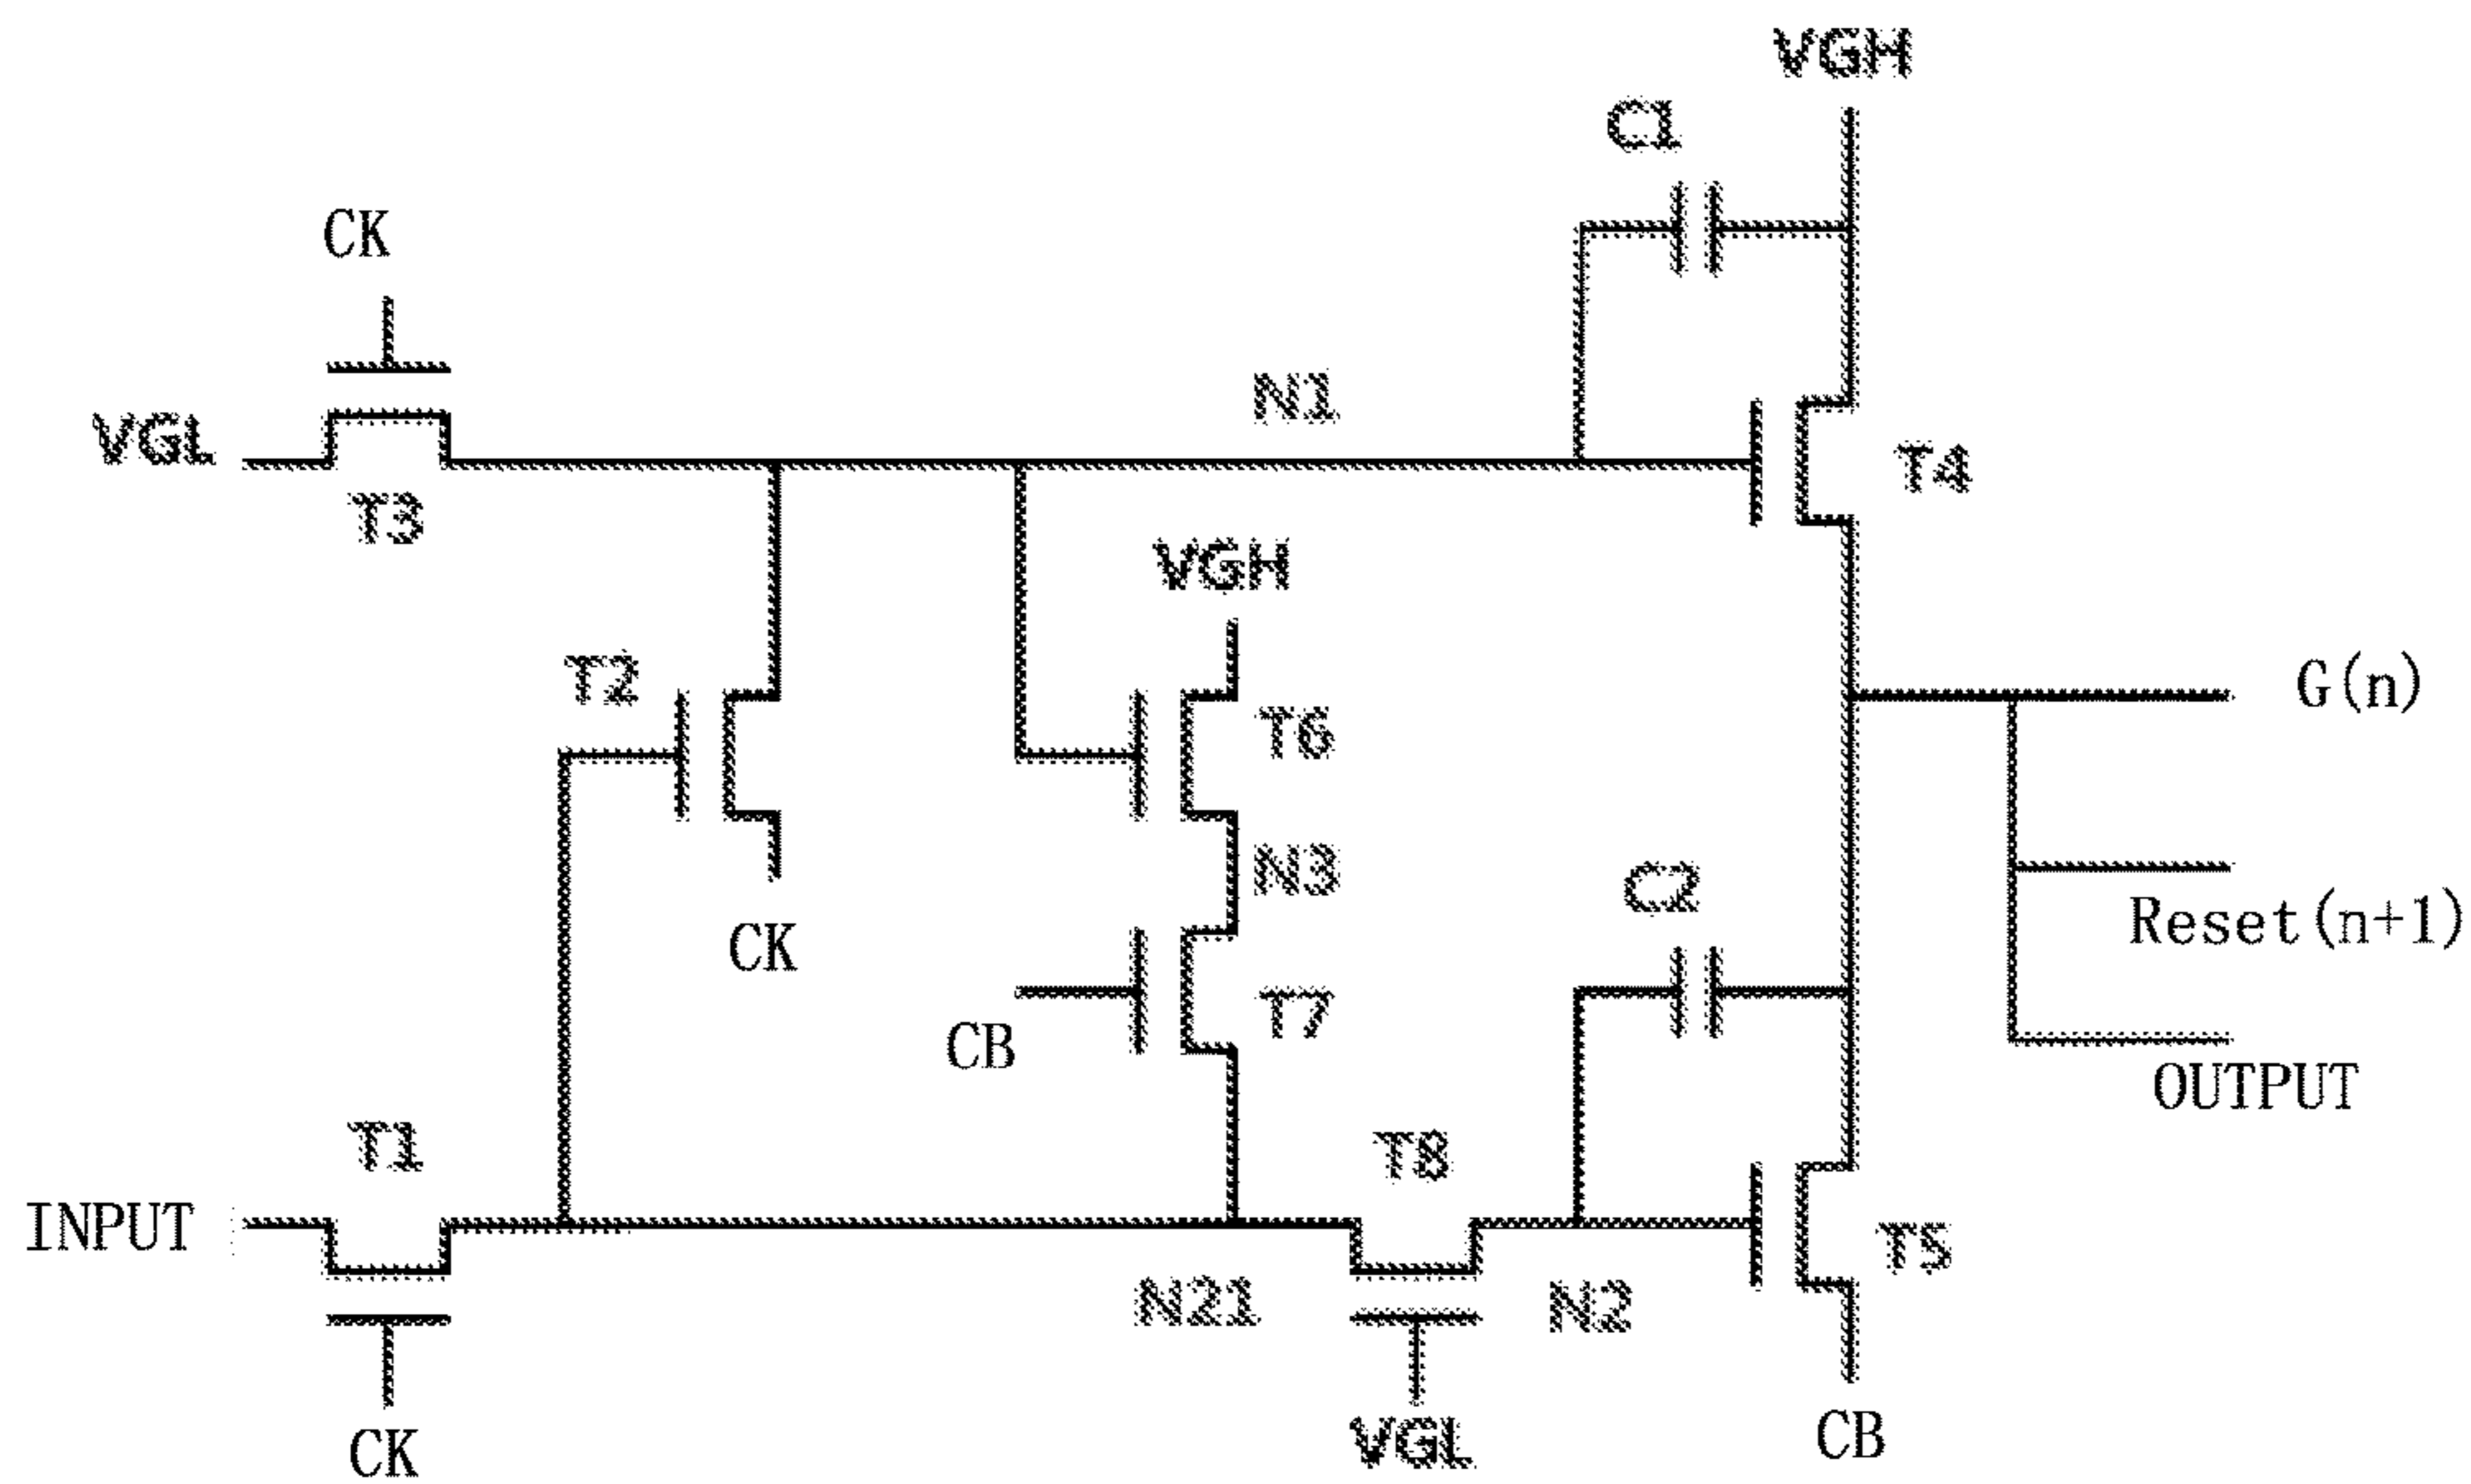 VGH
C1
CK
N1
VGL
T4
T3
VGH
T2
G(n)
T6
N3
C2
CK
Reset(n+1)
T7
CB
OUTPUT
T1
T8
INPUT
T5
N21
N2
CK
VGL
CB